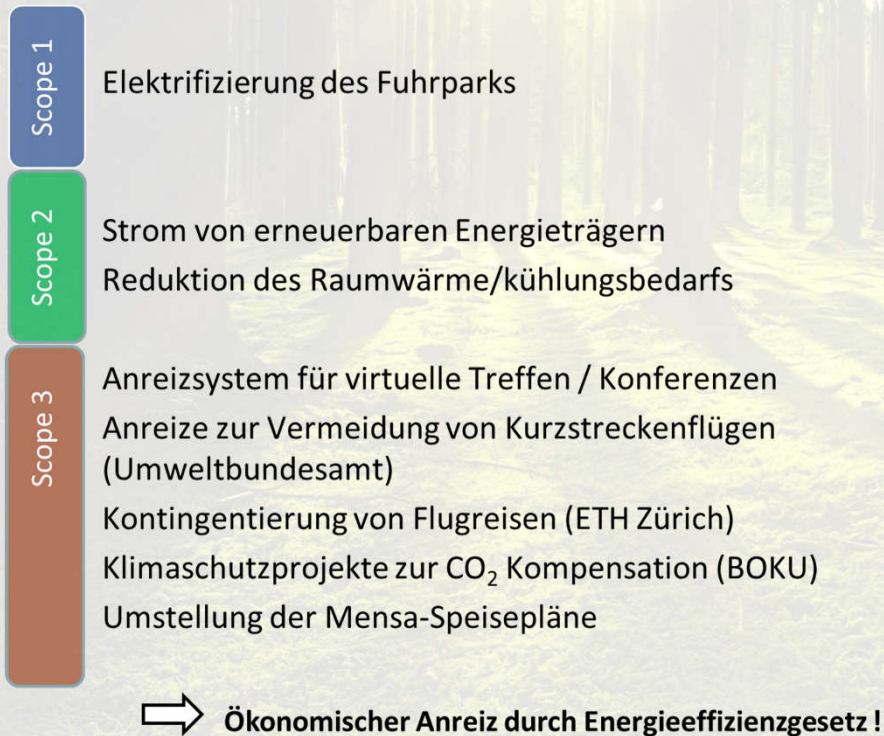 Scope 1
Elektrifizierung des Fuhrparks
Scope 2
Strom von erneuerbaren Energieträgern
Reduktion des Raumwärme/kühlungsbedarfs
Scope 3
Anreizsystem für virtuelle Treffen / Konferenzen
Anreize zur Vermeidung von Kurzstreckenflügen
(Umweltbundesamt)
Kontingentierung von Flugreisen (ETH Zürich)
Klimaschutzprojekte zur CO₂ Kompensation (BOKU)
Umstellung der Mensa-Speisepläne
Ökonomischer Anreiz durch Energieeffizienzgesetz !